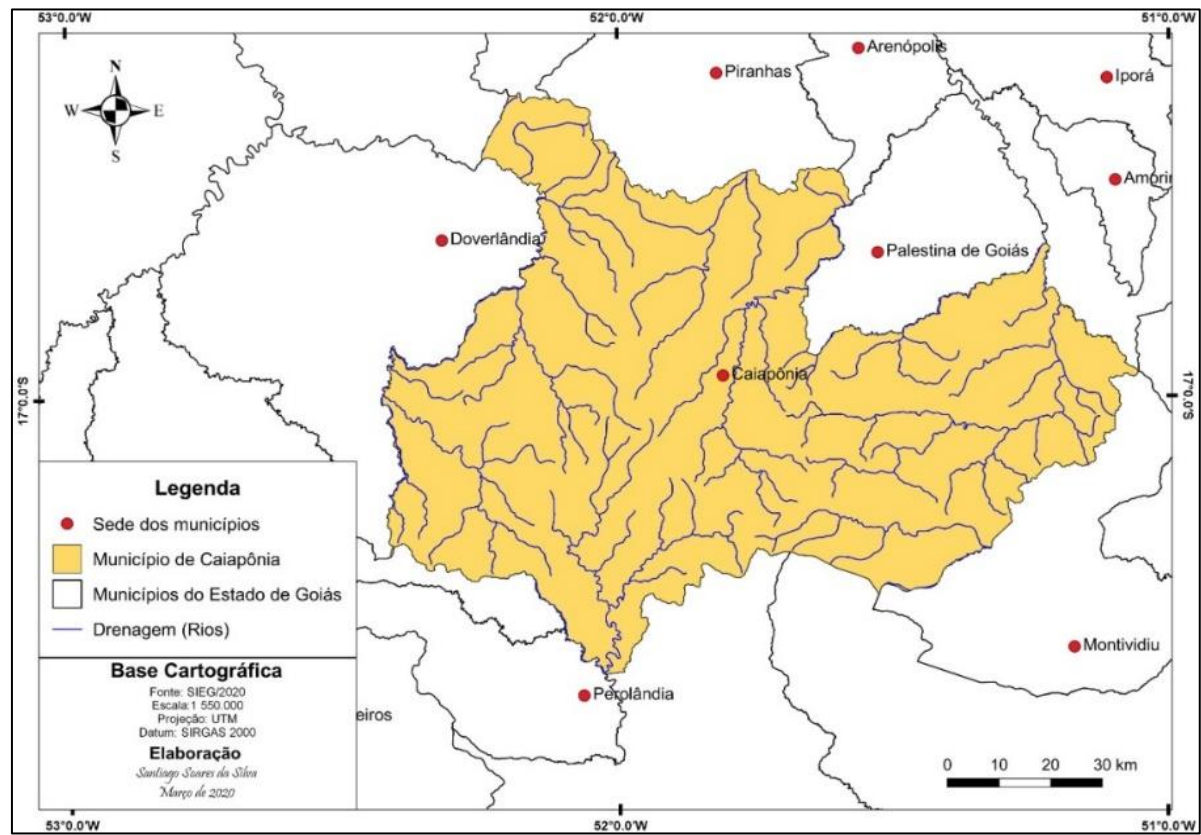 53°0.0'W 52°0.0'W 51°0.0'W
N
W E
S
Arenópolis
Piranhas
Iporá
Amorin
Doverlândia
Palestina de Goiás
Caiapônia
17°0.0'S 17°0.0'S
Legenda
Sede dos municípios
Município de Caiapônia
Municípios do Estado de Goiás
Drenagem (Rios)
Base Cartográfica
Fonte: SIEG/2020
Escala:1 550.000
Projeção: UTM
Datum: SIRGAS 2000
Elaboração
Santiago Soares da Silva
Março de 2020
Montividiu
Perolândia
eiros
0 10 20 30 km
53°0.0'W 52°0.0'W 51°0.0'W